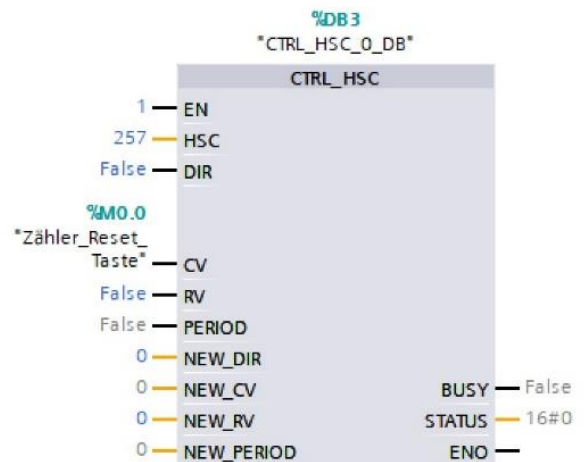 %DB3
"CTRL_HSC_0_DB"
CTRL_HSC
1 EN
257 HSC
False DIR
%M0.0
"Zähler_Reset_
Taste" CV
False RV
False PERIOD
0 NEW_DIR
0 NEW_CV BUSY False
0 NEW_RV STATUS 16#0
0 NEW_PERIOD ENO